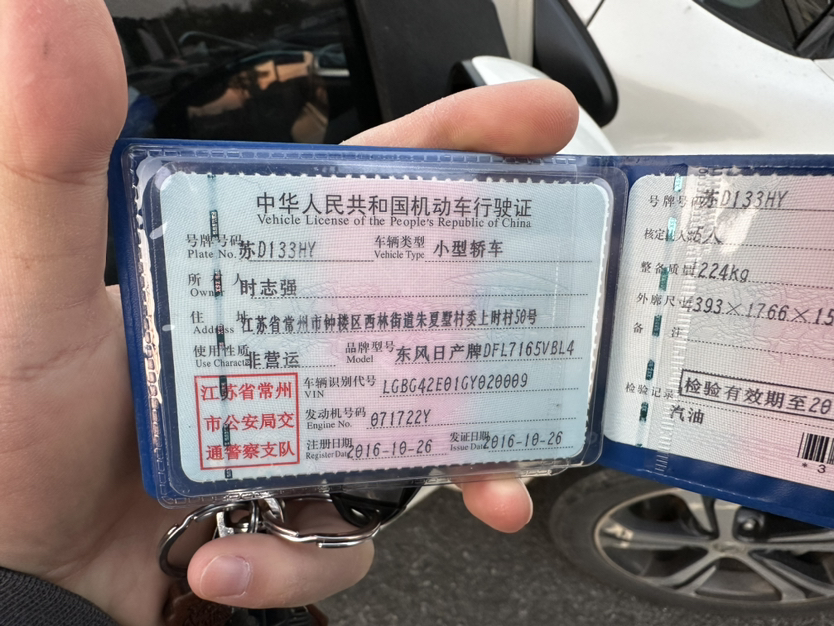 中华人民共和国机动车行驶证
Vehicle License of the People's Republic of China
号牌号码 苏D133HY 车辆类型 小型轿车
Plate No. Vehicle Type
所 人 时志强
Owner
住 址 江苏省常州市钟楼区西林街道朱夏墅村委上时村50号
Address
使用性质 非营运 品牌型号 东风日产牌DFL7165VBL4
Use Character Model
江苏省常州
市公安局交
通警察支队
车辆识别代号 LGBG42E01GY020009
VIN
发动机号码 071722Y
Engine No.
注册日期 2016-10-26 发证日期 2016-10-26
Register Date Issue Date
号牌号 苏D133HY
核定 人 5人
整备质量 1224Kg
外廓尺寸 393×1766×15
备 注
检验记录 检验有效期至20
汽油
*3